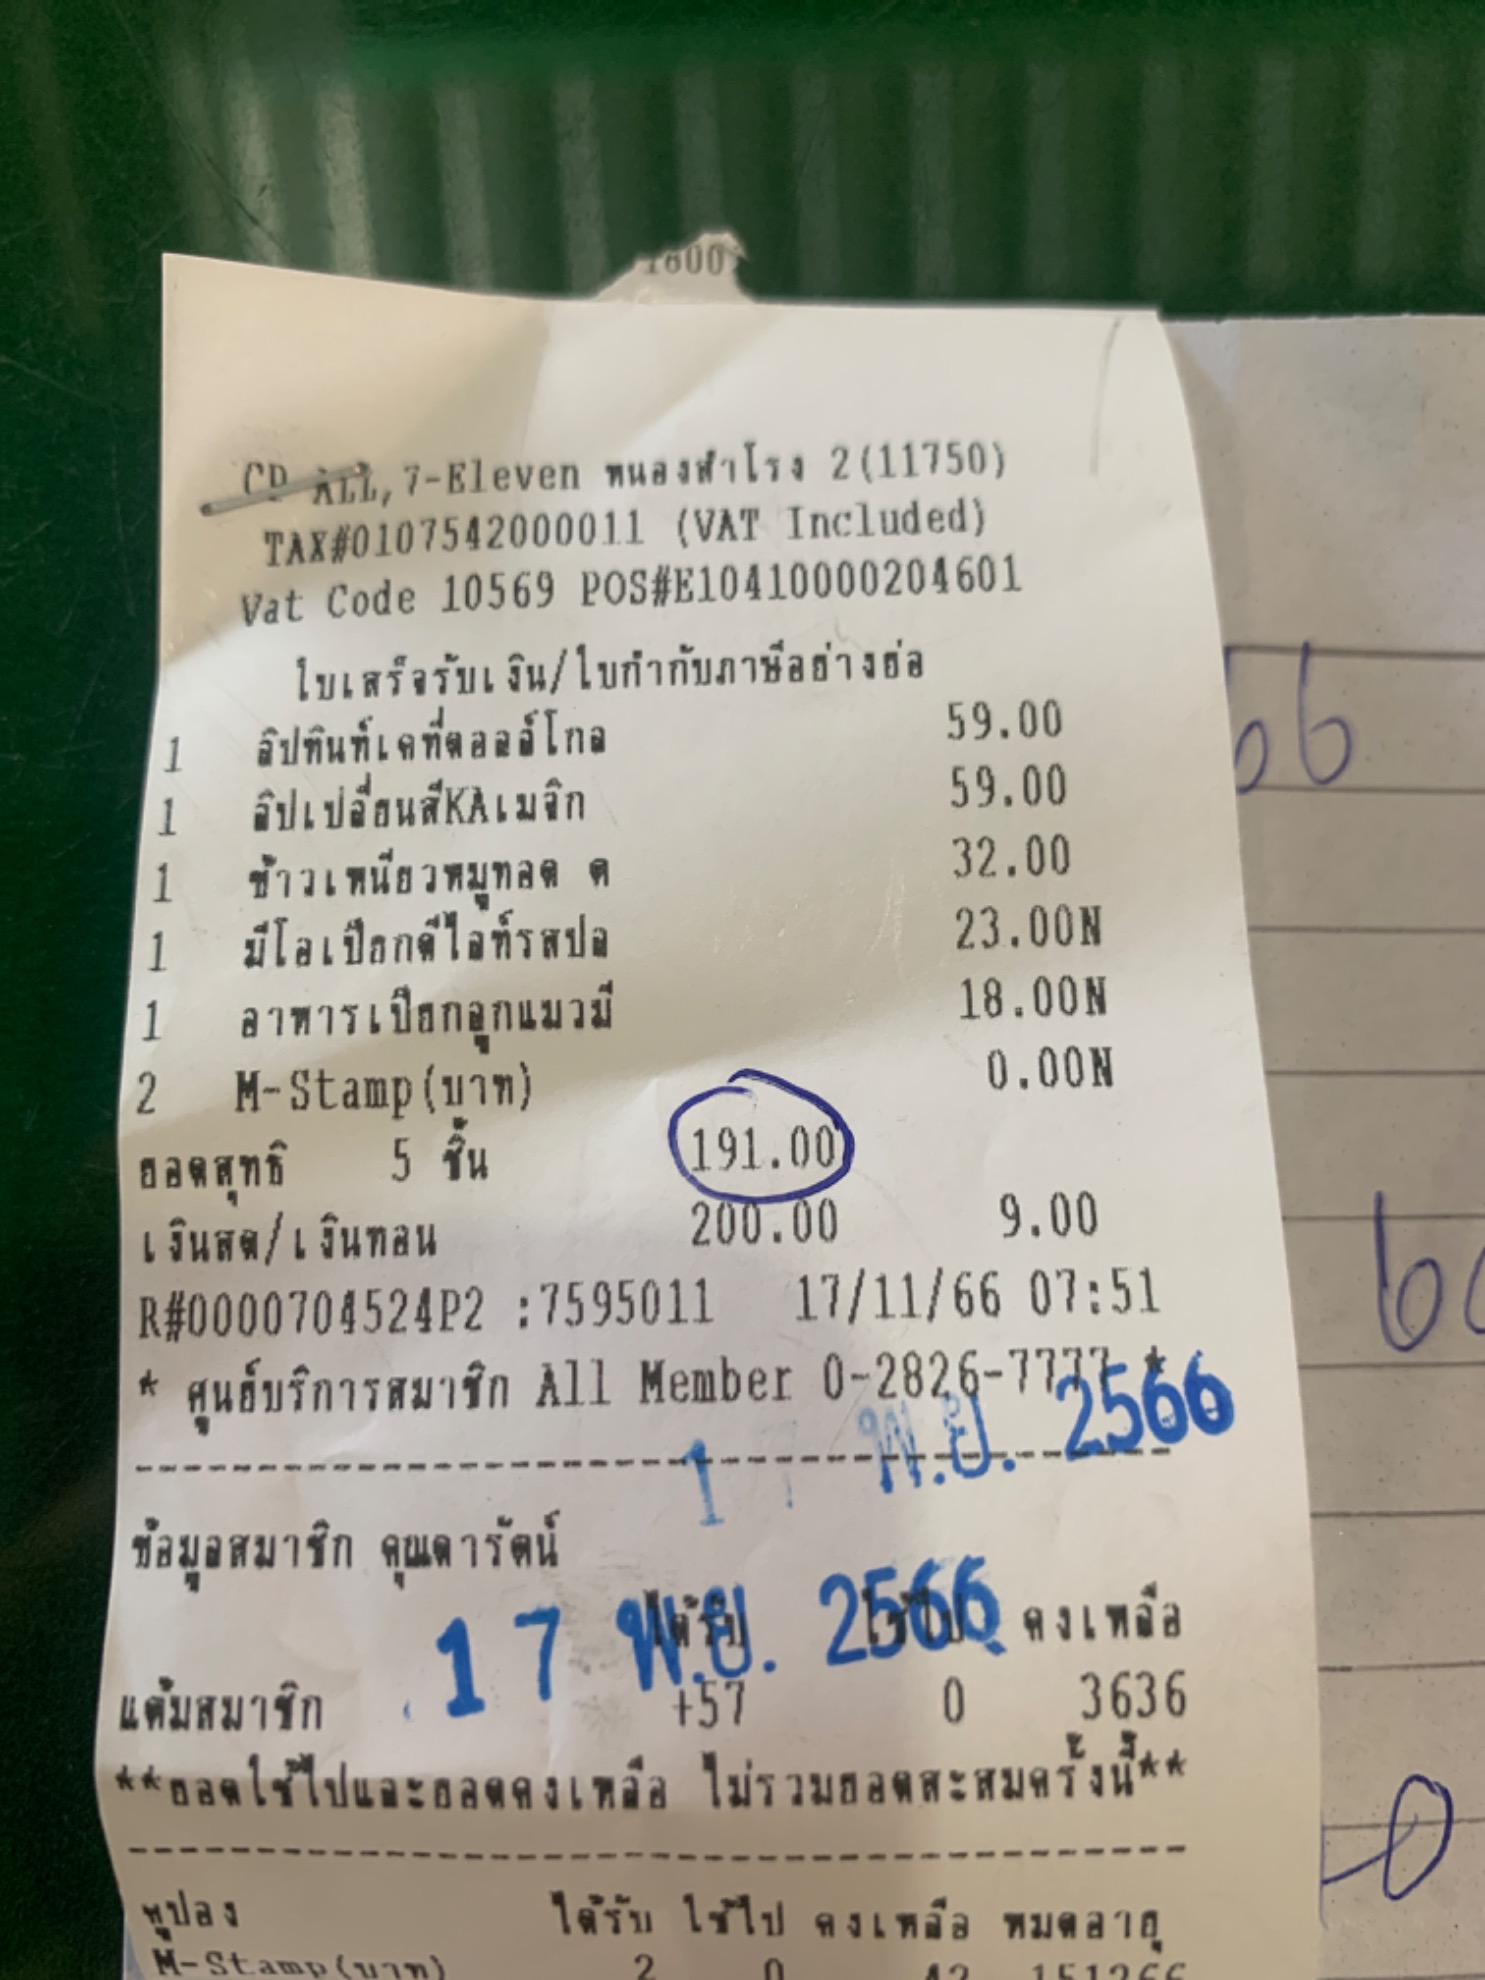 1800
CP ALL, 7-Eleven หนองสำโรง 2(11750)
TAX#0107542000011 (VAT Included)
Vat Code 10569 POS#E10410000204601
ใบเสร็จรับเงิน/ใบกำกับภาษีอย่างย่อ
1 ลิปทินท์เคที่ดอลล์โกล 59.00
1 ลิปเปลี่ยนสีKAเมจิก 59.00
1 ข้าวเหนียวหมูทอด ด 32.00
1 มีโอเปียกดีไลท์รสปล 23.00N
1 อาหารเปียกลูกแมวมี 18.00N
2 M-Stamp(บาท) 0.00N
ยอดสุทธิ 5 ชิ้น 191.00
เงินสด/เงินทอน 200.00 9.00
R#0000704524P2 :7595011 17/11/66 07:51
* ศูนย์บริการสมาชิก All Member 0-2826-7777 *
17 พ.ย. 2566
ข้อมูลสมาชิก คุณดารัตน์
17 พ.ย. 2566
ได้รับ ใช้ไป คงเหลือ
แต้มสมาชิก +57 0 3636
**ยอดใช้ไปและยอดคงเหลือ ไม่รวมยอดสะสมครั้งนี้**
คูปอง ได้รับ ใช้ไป คงเหลือ หมดอายุ
M-Stamp(บาท) 2 0 42 151266
66